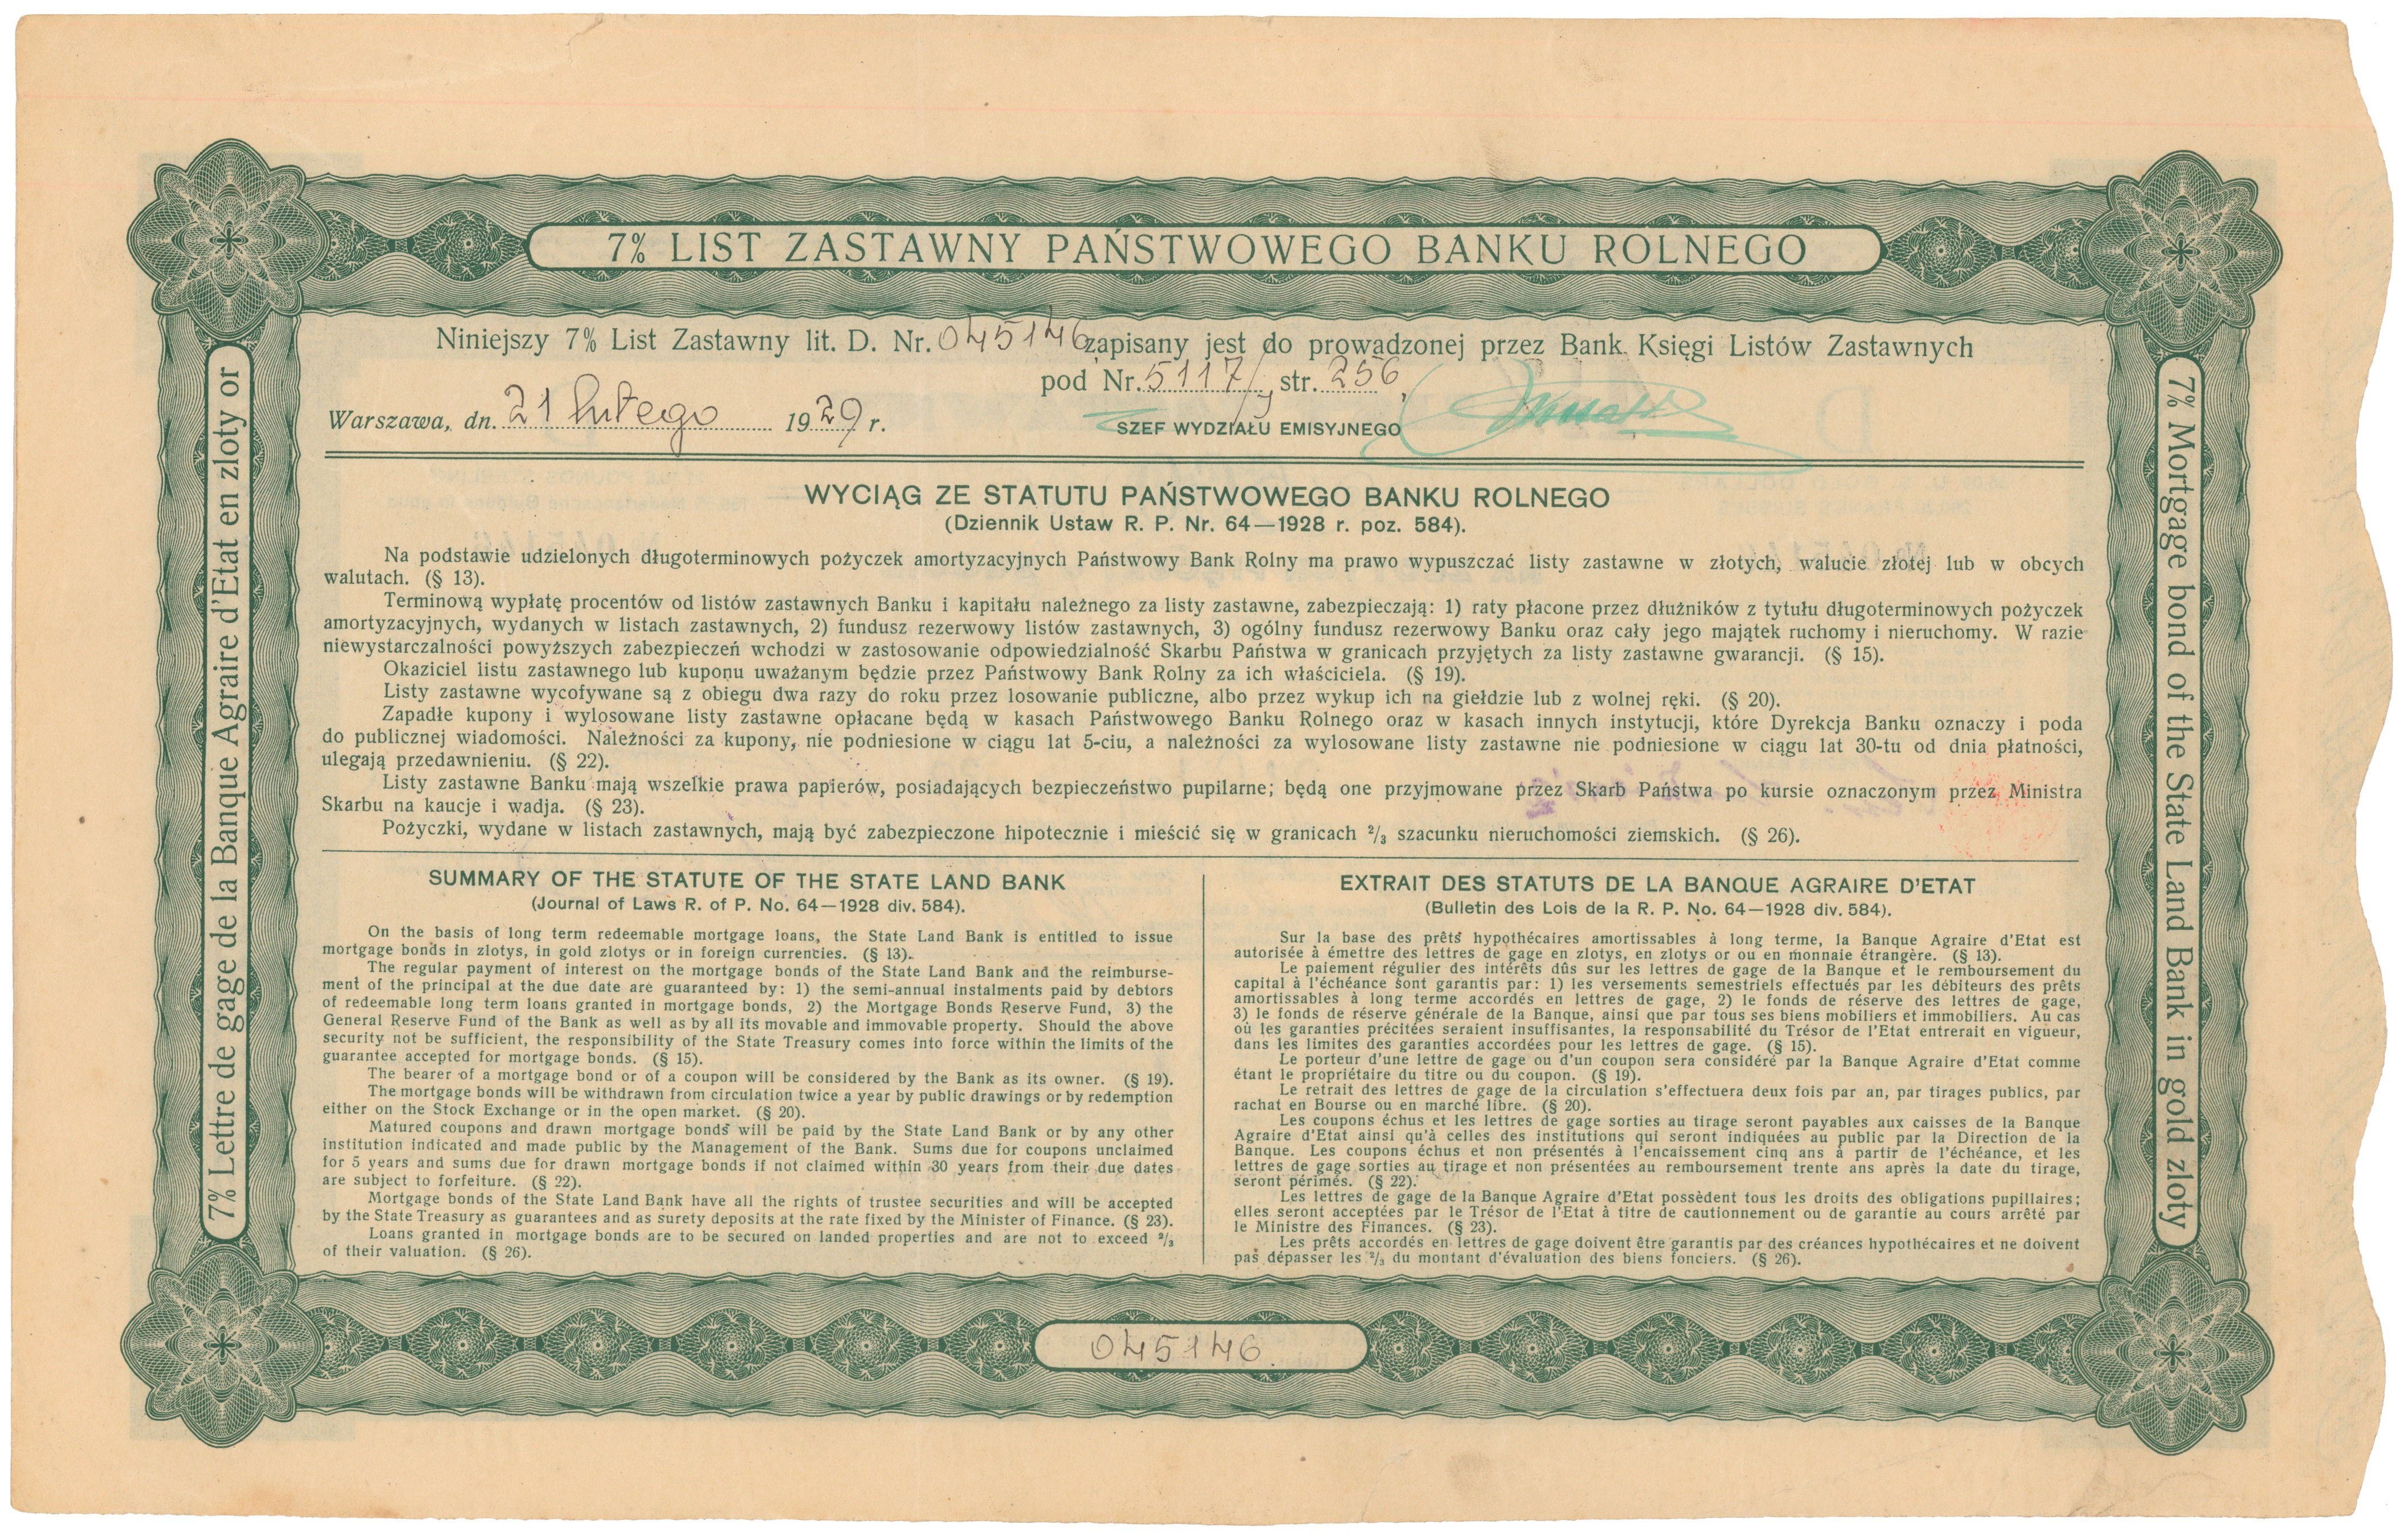 7% LIST ZASTAWNY PAŃSTWOWEGO BANKU ROLNEGO
Niniejszy 7% List Zastawny lit. D. Nr. 045146 zapisany jest do prowadzonej przez Bank Księgi Listów Zastawnych
pod Nr. 5117/ str. 256
Warszawa, dn. 21 lutego 1929 r.
SZEF WYDZIAŁU EMISYJNEGO
WYCIĄG ZE STATUTU PAŃSTWOWEGO BANKU ROLNEGO
(Dziennik Ustaw R. P. Nr. 64—1928 r. poz. 584).
Na podstawie udzielonych długoterminowych pożyczek amortyzacyjnych Państwowy Bank Rolny ma prawo wypuszczać listy zastawne w złotych, walucie złotej lub w obcych
walutach. (§ 13).
Terminową wypłatę procentów od listów zastawnych Banku i kapitału należnego za listy zastawne, zabezpieczają: 1) raty płacone przez dłużników z tytułu długoterminowych pożyczek
amortyzacyjnych, wydanych w listach zastawnych, 2) fundusz rezerwowy listów zastawnych, 3) ogólny fundusz rezerwowy Banku oraz cały jego majątek ruchomy i nieruchomy. W razie
niewystarczalności powyższych zabezpieczeń wchodzi w zastosowanie odpowiedzialność Skarbu Państwa w granicach przyjętych za listy zastawne gwarancji. (§ 15).
Okaziciel listu zastawnego lub kuponu uważanym będzie przez Państwowy Bank Rolny za ich właściciela. (§ 19).
Listy zastawne wycofywane są z obiegu dwa razy do roku przez losowanie publiczne, albo przez wykup ich na giełdzie lub z wolnej ręki. (§ 20).
Zapadłe kupony i wylosowane listy zastawne opłacane będą w kasach Państwowego Banku Rolnego oraz w kasach innych instytucji, które Dyrekcja Banku oznaczy i poda
do publicznej wiadomości. Należności za kupony, nie podniesione w ciągu lat 5-ciu, a należności za wylosowane listy zastawne nie podniesione w ciągu lat 30-tu od dnia płatności,
ulegają przedawnieniu. (§ 22).
Listy zastawne Banku mają wszelkie prawa papierów, posiadających bezpieczeństwo pupilarne; będą one przyjmowane przez Skarb Państwa po kursie oznaczonym przez Ministra
Skarbu na kaucje i wadja. (§ 23).
Pożyczki, wydane w listach zastawnych, mają być zabezpieczone hipotecznie i mieścić się w granicach ²/₃ szacunku nieruchomości ziemskich. (§ 26).
SUMMARY OF THE STATUTE OF THE STATE LAND BANK
(Journal of Laws R. of P. No. 64—1928 div. 584).
On the basis of long term redeemable mortgage loans, the State Land Bank is entitled to issue
mortgage bonds in zlotys, in gold zlotys or in foreign currencies. (§ 13).
The regular payment of interest on the mortgage bonds of the State Land Bank and the reimburse-
ment of the principal at the due date are guaranteed by: 1) the semi-annual instalments paid by debtors
of redeemable long term loans granted in mortgage bonds, 2) the Mortgage Bonds Reserve Fund, 3) the
General Reserve Fund of the Bank as well as by all its movable and immovable property. Should the above
security not be sufficient, the responsibility of the State Treasury comes into force within the limits of the
guarantee accepted for mortgage bonds. (§ 15).
The bearer of a mortgage bond or of a coupon will be considered by the Bank as its owner. (§ 19).
The mortgage bonds will be withdrawn from circulation twice a year by public drawings or by redemption
either on the Stock Exchange or in the open market. (§ 20).
Matured coupons and drawn mortgage bonds will be paid by the State Land Bank or by any other
institution indicated and made public by the Management of the Bank. Sums due for coupons unclaimed
for 5 years and sums due for drawn mortgage bonds if not claimed within 30 years from their due dates
are subject to forfeiture. (§ 22).
Mortgage bonds of the State Land Bank have all the rights of trustee securities and will be accepted
by the State Treasury as guarantees and as surety deposits at the rate fixed by the Minister of Finance. (§ 23).
Loans granted in mortgage bonds are to be secured on landed properties and are not to exceed ²/₃
of their valuation. (§ 26).
EXTRAIT DES STATUTS DE LA BANQUE AGRAIRE D'ETAT
(Bulletin des Lois de la R. P. No. 64—1928 div. 584).
Sur la base des prêts hypothécaires amortissables à long terme, la Banque Agraire d'Etat est
autorisée à émettre des lettres de gage en zlotys, en zlotys or ou en monnaie étrangère. (§ 13).
Le paiement régulier des intérêts dûs sur les lettres de gage de la Banque et le remboursement du
capital à l'échéance sont garantis par: 1) les versements semestriels effectués par les débiteurs des prêts
amortissables à long terme accordés en lettres de gage, 2) le fonds de réserve des lettres de gage,
3) le fonds de réserve générale de la Banque, ainsi que par tous ses biens mobiliers et immobiliers. Au cas
où les garanties précitées seraient insuffisantes, la responsabilité du Trésor de l'Etat entrerait en vigueur,
dans les limites des garanties accordées pour les lettres de gage. (§ 15).
Le porteur d'une lettre de gage ou d'un coupon sera considéré par la Banque Agraire d'Etat comme
étant le propriétaire du titre ou du coupon. (§ 19).
Le retrait des lettres de gage de la circulation s'effectuera deux fois par an, par tirages publics, par
rachat en Bourse ou en marché libre. (§ 20).
Les coupons échus et les lettres de gage sorties au tirage seront payables aux caisses de la Banque
Agraire d'Etat ainsi qu'à celles des institutions qui seront indiquées au public par la Direction de la
Banque. Les coupons échus et non présentés à l'encaissement cinq ans à partir de l'échéance, et les
lettres de gage sorties au tirage et non présentées au remboursement trente ans après la date du tirage,
seront périmés. (§ 22).
Les lettres de gage de la Banque Agraire d'Etat possèdent tous les droits des obligations pupillaires;
elles seront acceptées par le Trésor de l'Etat à titre de cautionnement ou de garantie au cours arrêté par
le Ministre des Finances. (§ 23).
Les prêts accordés en lettres de gage doivent être garantis par des créances hypothécaires et ne doivent
pas dépasser les ²/₃ du montant d'évaluation des biens fonciers. (§ 26).
7% Lettre de gage de la Banque Agraire d'Etat en zloty or
7% Mortgage bond of the State Land Bank in gold zloty
045146